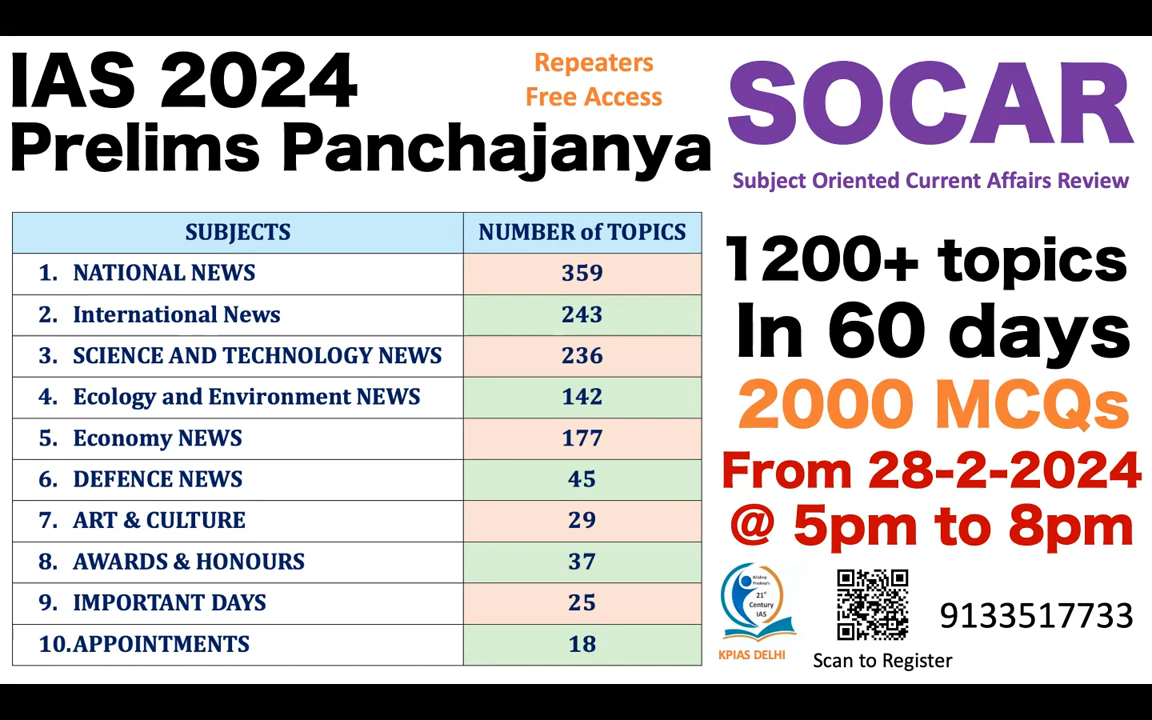 IAS 2024
Prelims Panchajanya
Repeaters
Free Access
SOCAR
Subject Oriented Current Affairs Review
SUBJECTS NUMBER of TOPICS
1. NATIONAL NEWS 359
2. International News 243
3. SCIENCE AND TECHNOLOGY NEWS 236
4. Ecology and Environment NEWS 142
5. Economy NEWS 177
6. DEFENCE NEWS 45
7. ART & CULTURE 29
8. AWARDS & HONOURS 37
9. IMPORTANT DAYS 25
10. APPOINTMENTS 18
1200+ topics
In 60 days
2000 MCQs
From 28-2-2024
@ 5pm to 8pm
Krishna
Pradeep's
21st
Century
IAS
KPIAS DELHI
Scan to Register
9133517733